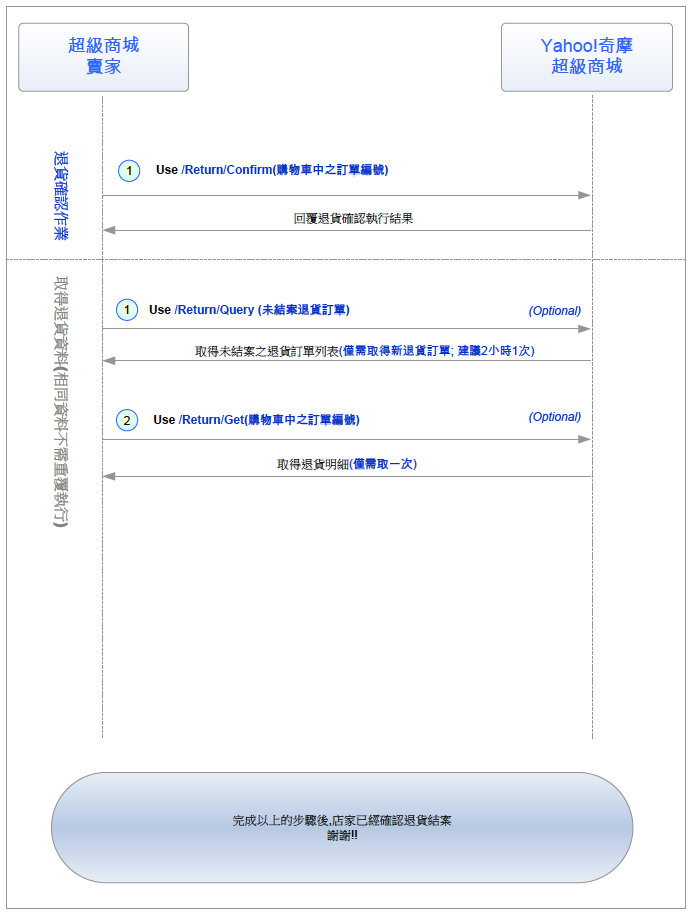 超級商城
賣家
Yahoo!奇摩
超級商城
退貨確認作業
1 Use /Return/Confirm(購物車中之訂單編號)
回覆退貨確認執行結果
取得退貨資料(相同資料不需重覆執行)
1 Use /Return/Query (未結案退貨訂單) (Optional)
取得未結案之退貨訂單列表(僅需取得新退貨訂單; 建議2小時1次)
2 Use /Return/Get(購物車中之訂單編號) (Optional)
取得退貨明細(僅需取一次)
完成以上的步驟後,店家已經確認退貨結案
謝謝!!